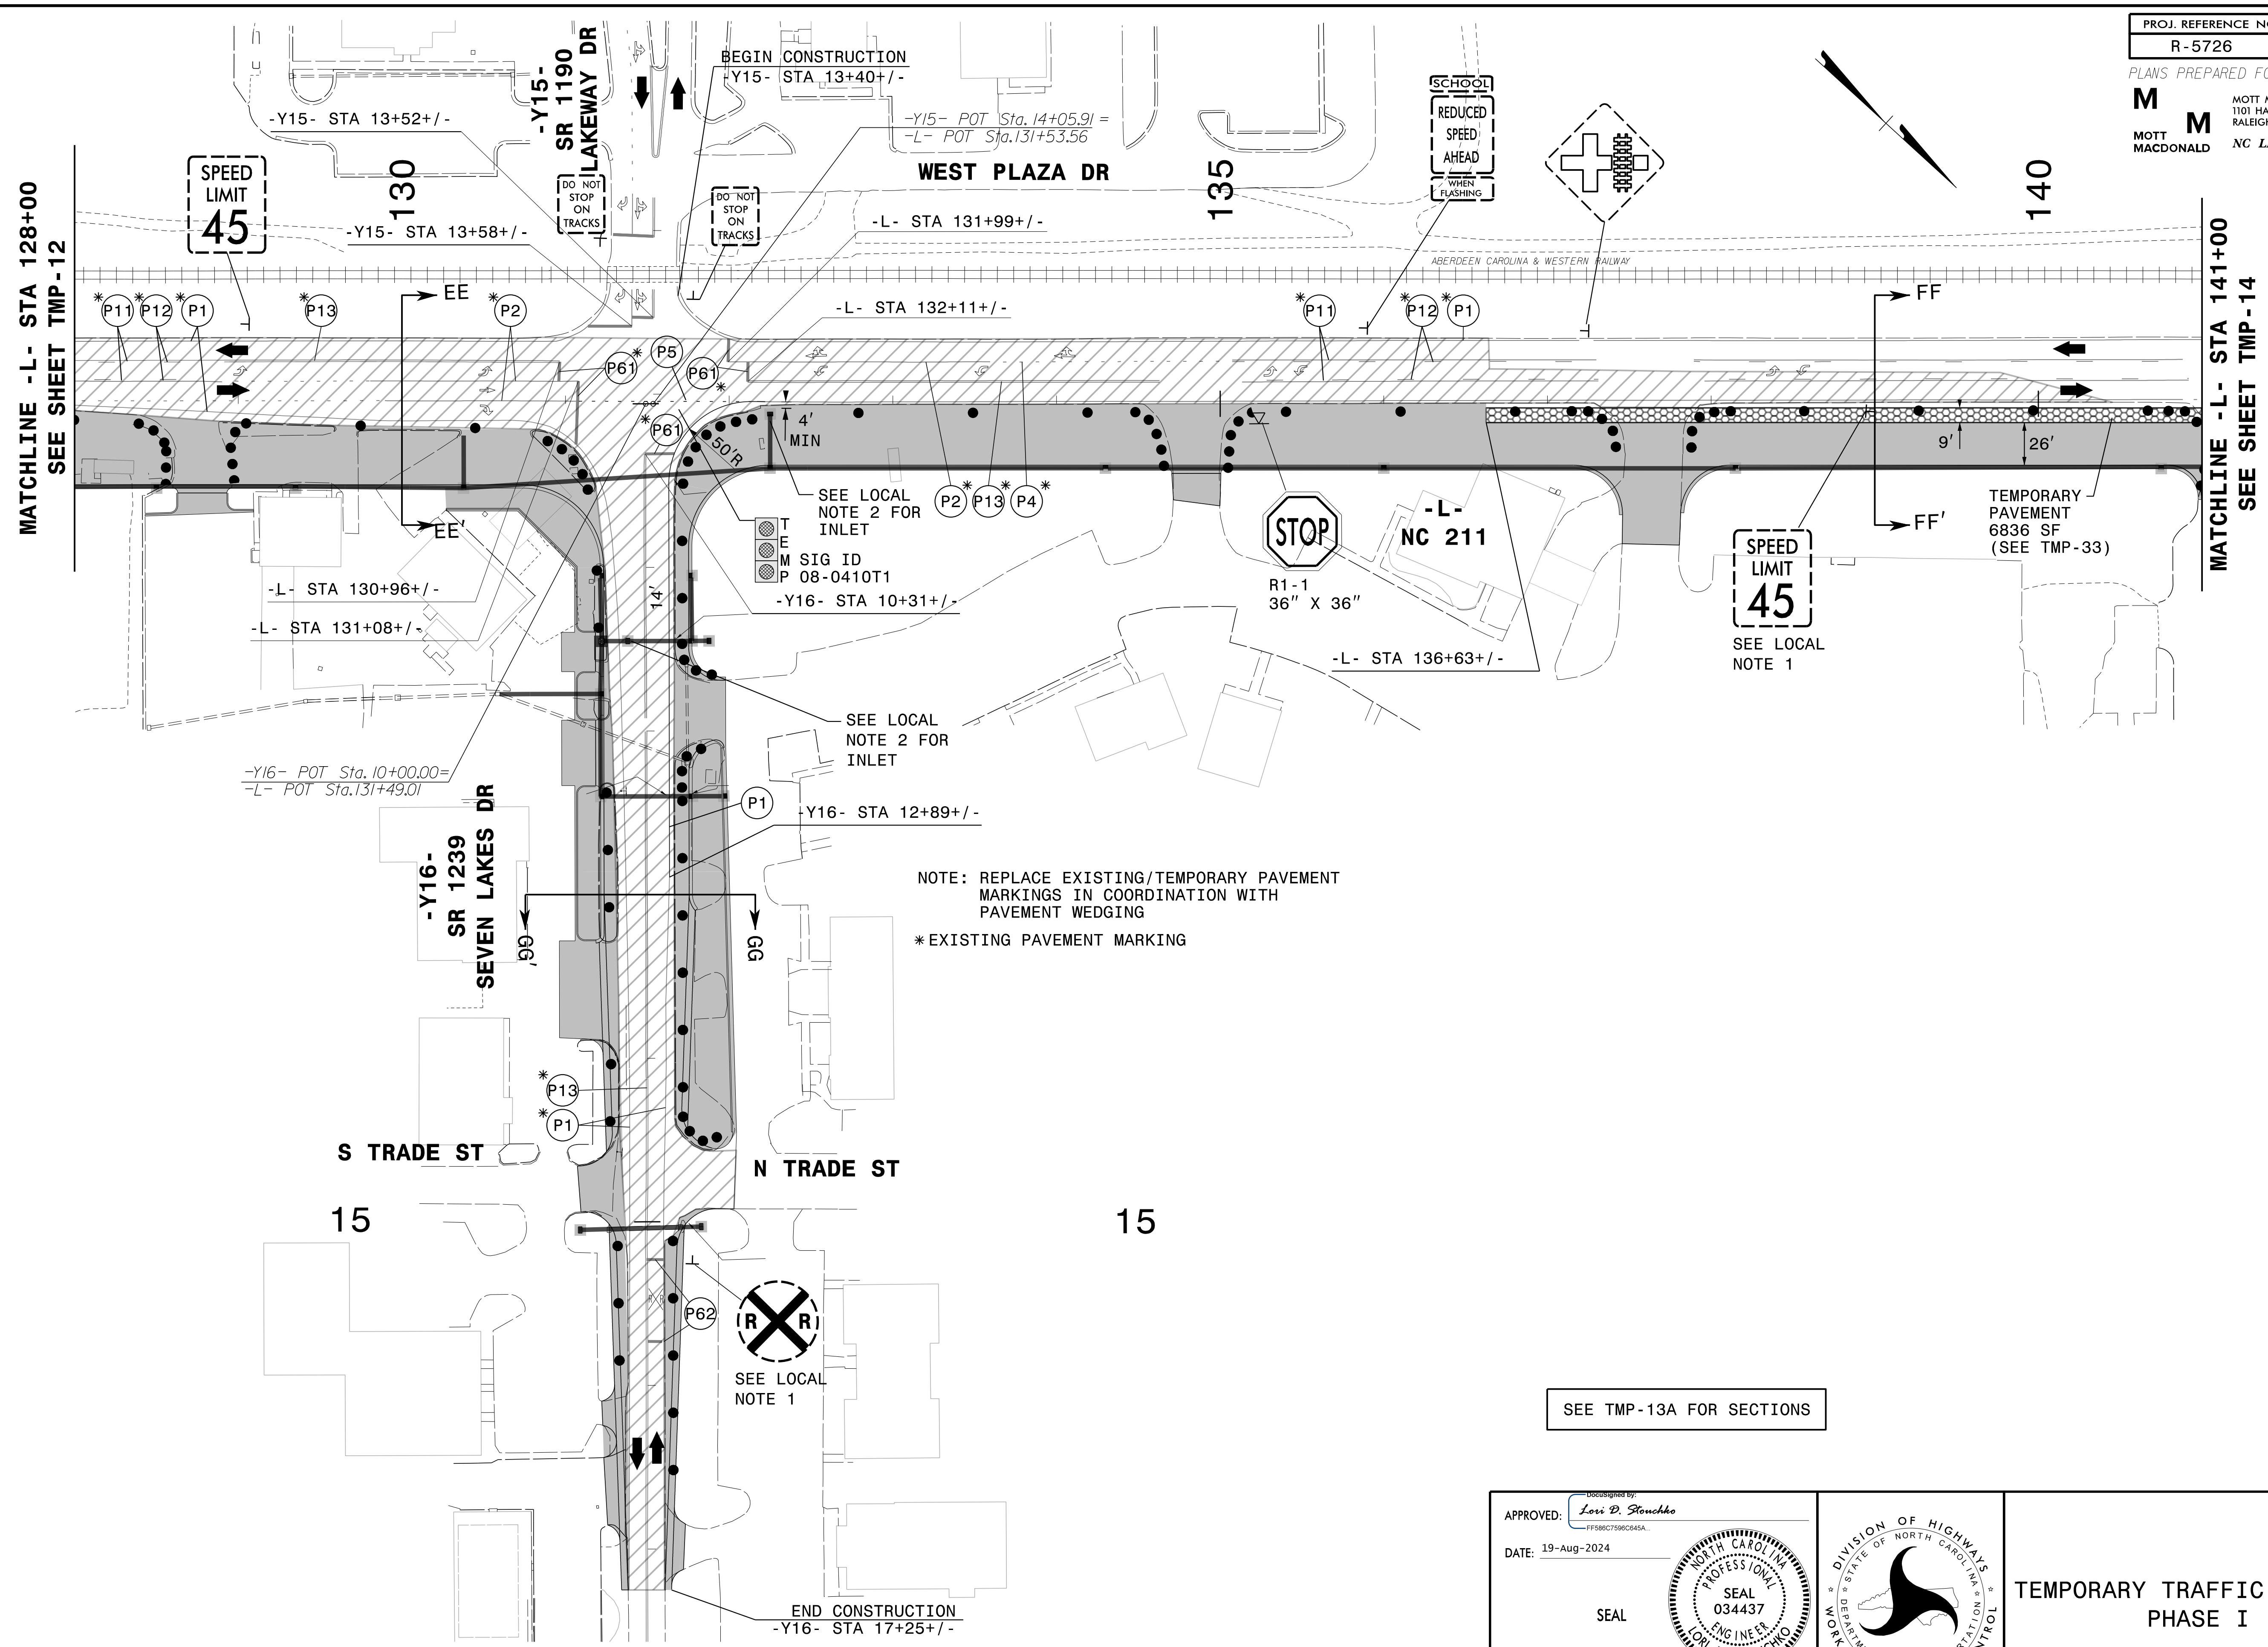 PROJ. REFERENCE
R-5726
PLANS PREPARED
M
M
MOTT
MACDONALD
MOTT
1101
RALEIGH
NC
MATCHLINE -L- STA 128+00
SEE SHEET TMP-12
-Y15-
SR 1190
LAKEWAY DR
BEGIN CONSTRUCTION
-Y15- STA 13+40+/-
-Y15- STA 13+52+/-
-Y15- POT Sta. 14+05.91 =
-L- POT Sta. 131+53.56
SPEED
LIMIT
45
130
DO NOT
STOP
ON
TRACKS
DO NOT
STOP
ON
TRACKS
WEST PLAZA DR
-Y15- STA 13+58+/-
-L- STA 131+99+/-
135
SCHOOL
REDUCED
SPEED
AHEAD
WHEN
FLASHING
140
ABERDEEN CAROLINA & WESTERN RAILWAY
MATCHLINE -L- STA 141+00
SEE SHEET TMP-14
*P11 *P12 *P1 *P13 EE *P2
-L- STA 132+11+/-
*P11 *P12 *P1 FF
P61* P5 P61*
*P61
4'
MIN
50'R
SEE LOCAL
NOTE 2 FOR
INLET
P2* P13* P4*
EE'
T
E
M SIG ID
P 08-0410T1
STOP
R1-1
36" X 36"
-L-
NC 211
SPEED
LIMIT
45
SEE LOCAL
NOTE 1
FF'
9'
26'
TEMPORARY
PAVEMENT
6836 SF
(SEE TMP-33)
-L- STA 130+96+/-
14'
-Y16- STA 10+31+/-
-L- STA 131+08+/-
-L- STA 136+63+/-
SEE LOCAL
NOTE 2 FOR
INLET
-Y16- POT Sta. 10+00.00=
-L- POT Sta. 131+49.01
P1
-Y16- STA 12+89+/-
-Y16-
SR 1239
SEVEN LAKES DR
GG'
GG
NOTE: REPLACE EXISTING/TEMPORARY PAVEMENT
MARKINGS IN COORDINATION WITH
PAVEMENT WEDGING
*EXISTING PAVEMENT MARKING
*P13
*P1
S TRADE ST
N TRADE ST
15
15
P62
R R
R R
SEE LOCAL
NOTE 1
SEE TMP-13A FOR SECTIONS
END CONSTRUCTION
-Y16- STA 17+25+/-
APPROVED:
DocuSigned by:
Lori D. Stouchko
FF586C7596C645A...
DATE: 19-Aug-2024
SEAL
NORTH CAROLINA
PROFESSIONAL
SEAL
034437
ENGINEER
DIVISION OF HIGHWAYS
STATE OF NORTH CAROLINA
TEMPORARY TRAFFIC
PHASE I